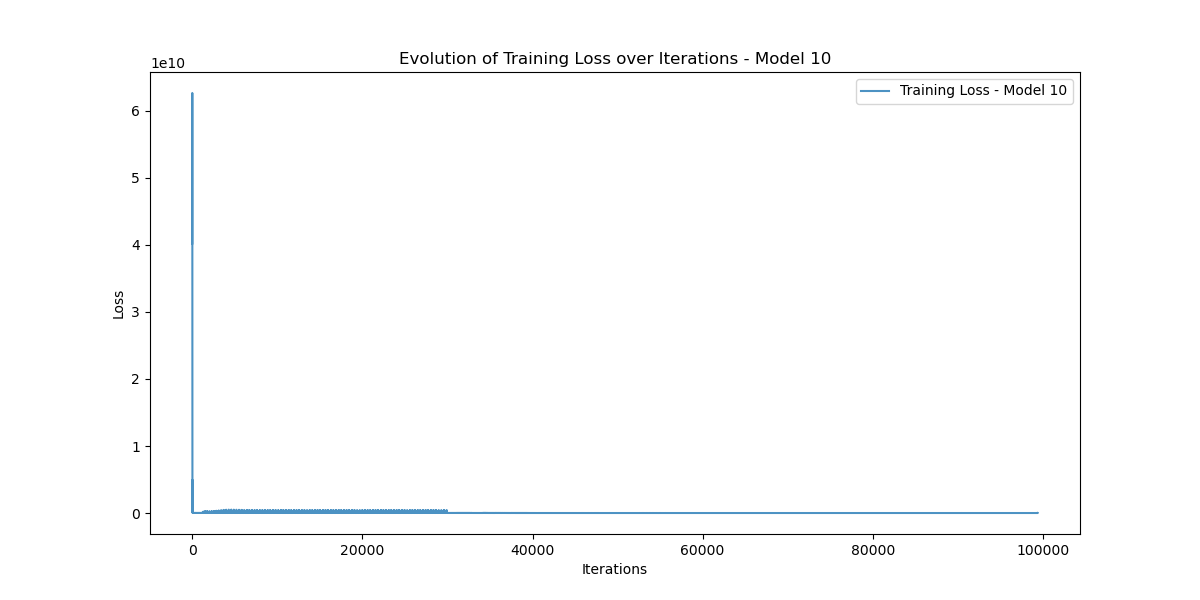 Evolution of Training Loss over Iterations - Model 10
1e10
Training Loss - Model 10
6
5
4
3
2
1
0
Loss
0 20000 40000 60000 80000 100000
Iterations